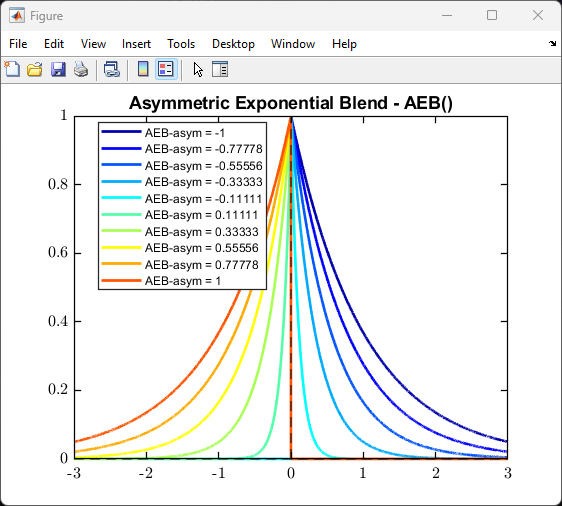 Figure
File Edit View Insert Tools Desktop Window Help
Asymmetric Exponential Blend - AEB()
1
0.8
0.6
0.4
0.2
0
AEB-asym = -1
AEB-asym = -0.77778
AEB-asym = -0.55556
AEB-asym = -0.33333
AEB-asym = -0.11111
AEB-asym = 0.11111
AEB-asym = 0.33333
AEB-asym = 0.55556
AEB-asym = 0.77778
AEB-asym = 1
-3 -2 -1 0 1 2 3